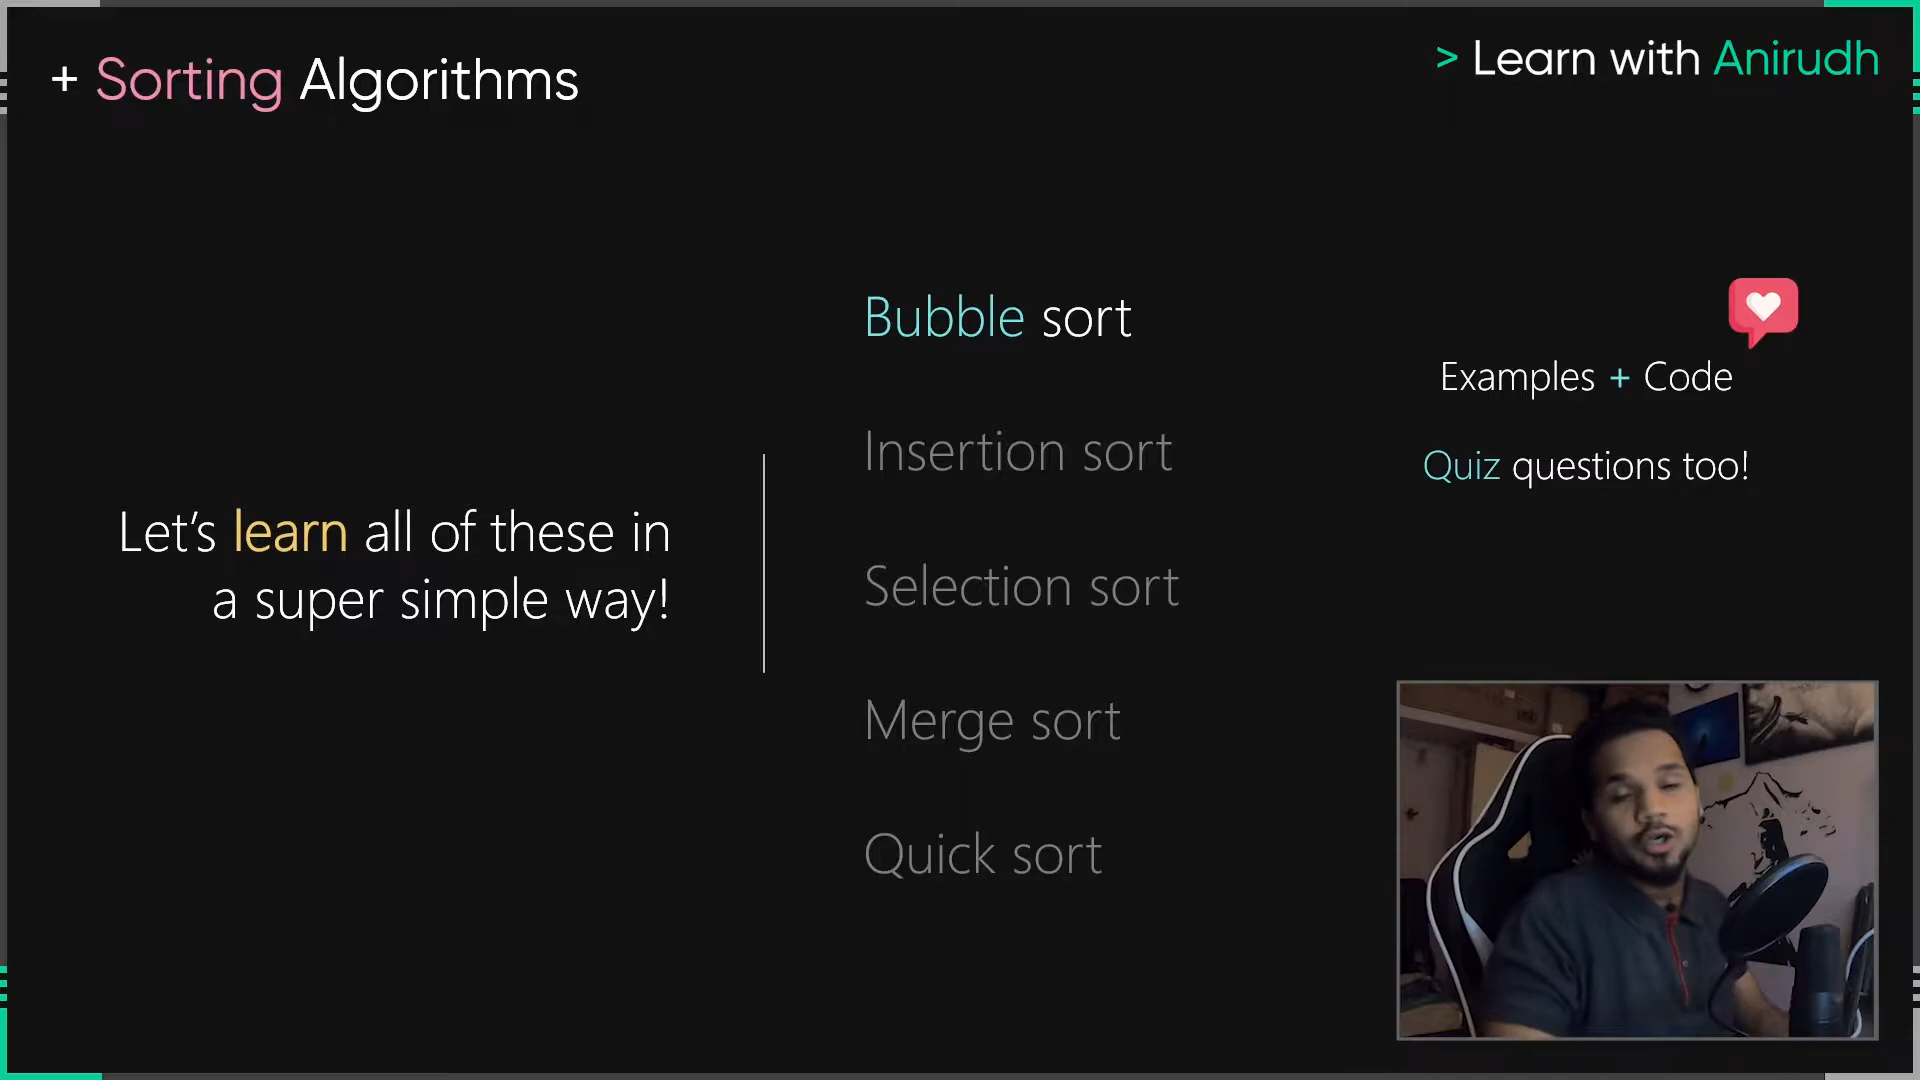 + Sorting Algorithms
> Learn with Anirudh
Let's learn all of these in
a super simple way!
Bubble sort
Insertion sort
Selection sort
Merge sort
Quick sort
Examples + Code
Quiz questions too!